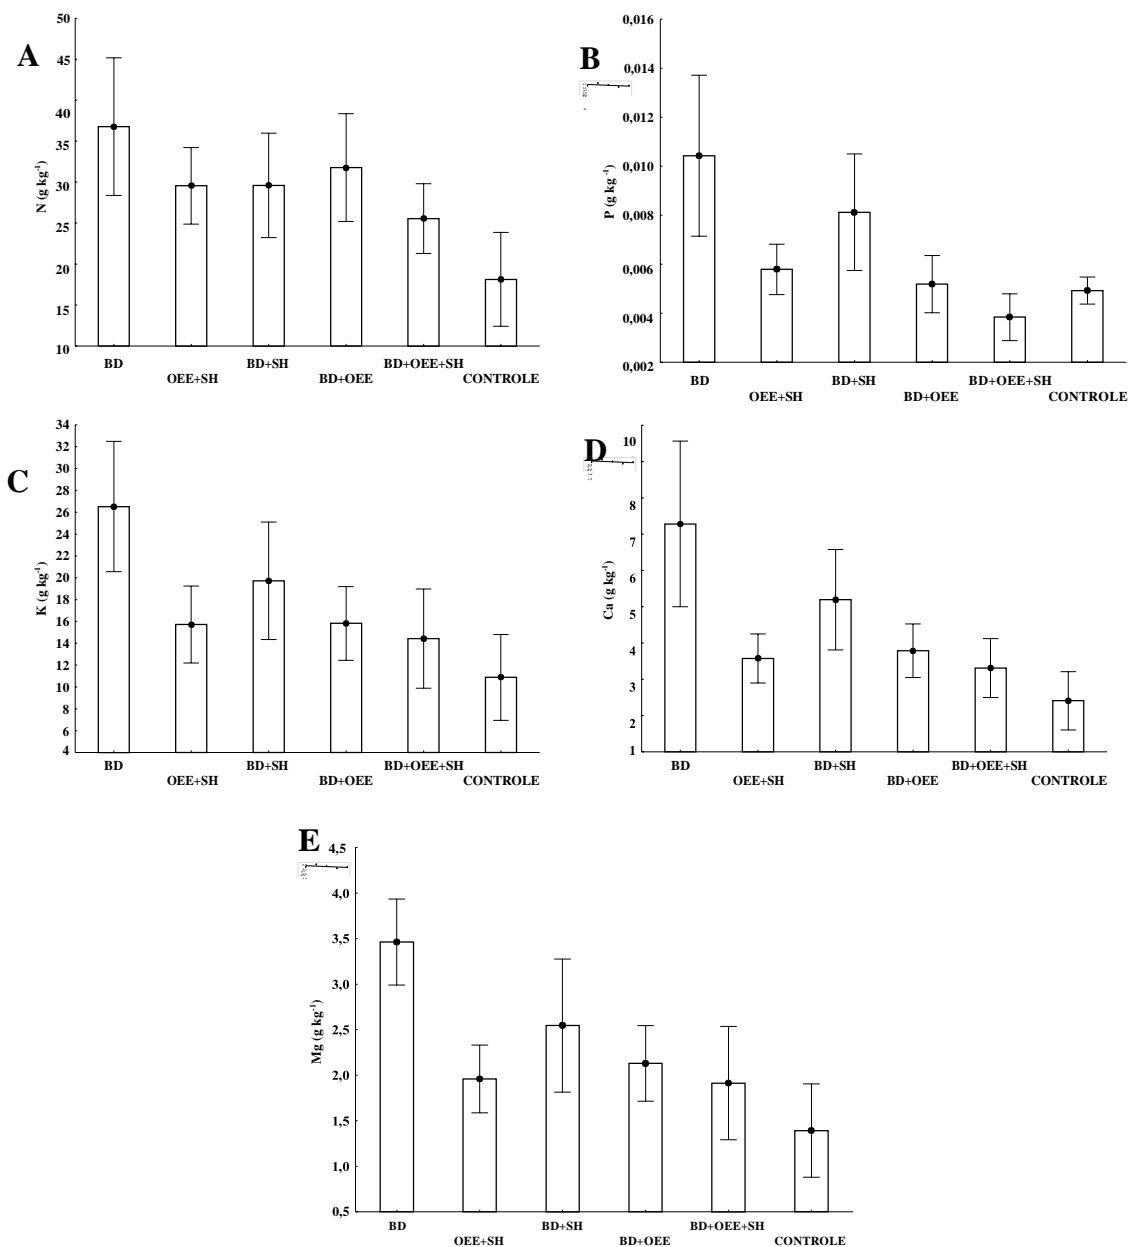 A
N (g kg-1)
50
45
40
35
30
25
20
15
10
BD
BD+SH
BD+OEE+SH
OEE+SH
BD+OEE
CONTROLE
B
P (g kg -1)
0,016
0,014
0,012
0,010
0,008
0,006
0,004
0,002
BD
BD+SH
BD+OEE+SH
OEE+SH
BD+OEE
CONTROLE
C
K (g kg-1)
34
32
30
28
26
24
22
20
18
16
14
12
10
8
6
4
BD
BD+SH
BD+OEE+SH
OEE+SH
BD+OEE
CONTROLE
D
Ca (g kg-1)
10
8
7
6
5
4
3
2
1
BD
BD+SH
BD+OEE+SH
OEE+SH
BD+OEE
CONTROLE
E
Mg (g kg-1)
4,5
4,0
3,5
3,0
2,5
2,0
1,5
1,0
0,5
BD
BD+SH
BD+OEE+SH
OEE+SH
BD+OEE
CONTROLE